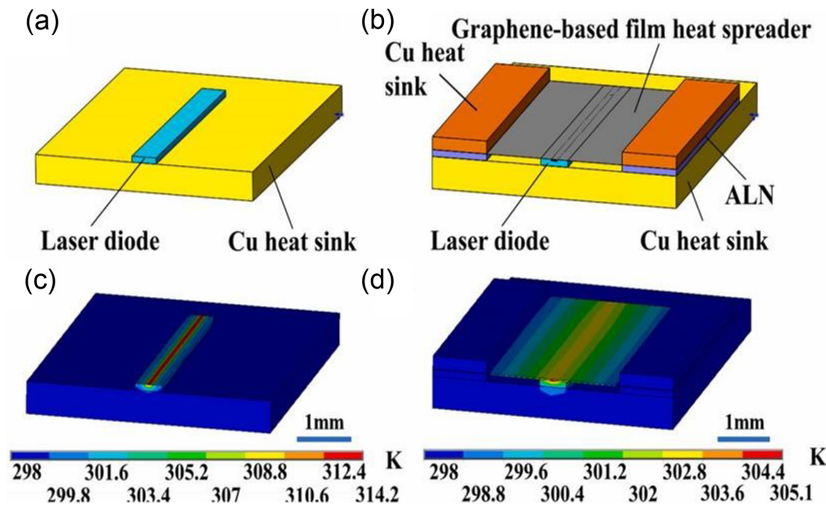 (a)
(b)
Graphene-based film heat spreader
Cu heat
sink
ALN
Laser diode
Cu heat sink
Laser diode
Cu heat sink
(c)
(d)
1mm
1mm
298 301.6 305.2 308.8 312.4 K
299.8 303.4 307 310.6 314.2
298 299.6 301.2 302.8 304.4 K
298.8 300.4 302 303.6 305.1